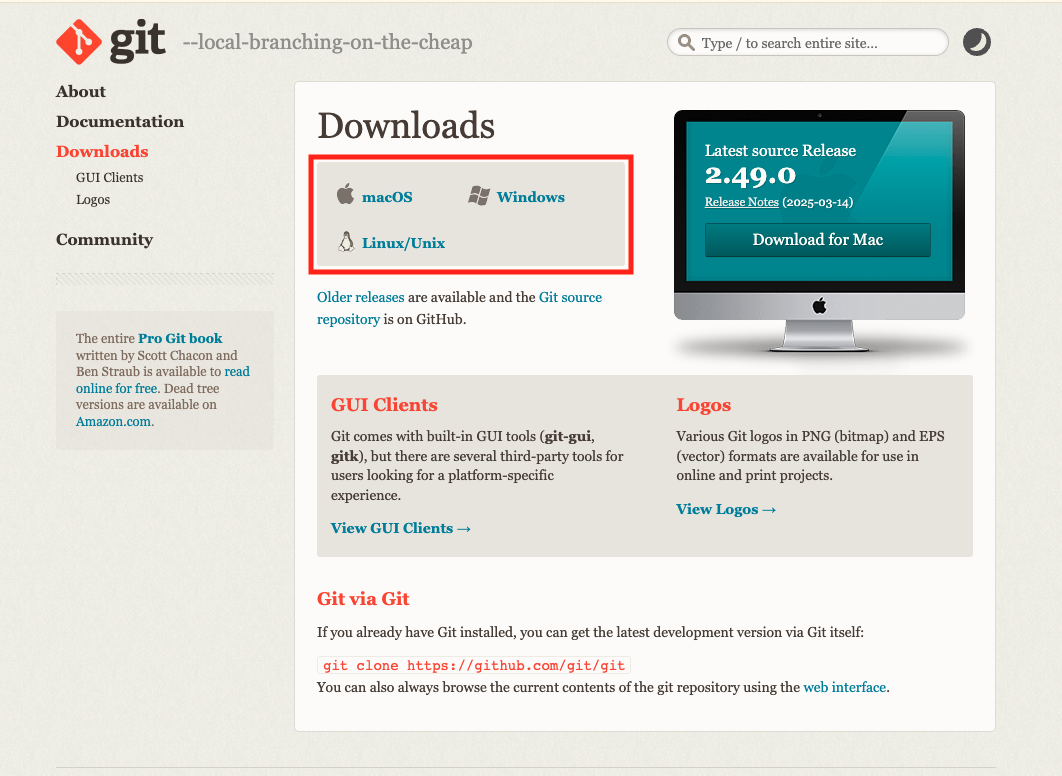 git --local-branching-on-the-cheap
Type / to search entire site...
About
Documentation
Downloads
GUI Clients
Logos
Community
The entire Pro Git book
written by Scott Chacon and
Ben Straub is available to read
online for free. Dead tree
versions are available on
Amazon.com.
Downloads
macOS
Windows
Linux/Unix
Older releases are available and the Git source
repository is on GitHub.
Latest source Release
2.49.0
Release Notes (2025-03-14)
Download for Mac
GUI Clients
Git comes with built-in GUI tools (git-gui,
gitk), but there are several third-party tools for
users looking for a platform-specific
experience.
View GUI Clients →
Logos
Various Git logos in PNG (bitmap) and EPS
(vector) formats are available for use in
online and print projects.
View Logos →
Git via Git
If you already have Git installed, you can get the latest development version via Git itself:
git clone https://github.com/git/git
You can also always browse the current contents of the git repository using the web interface.